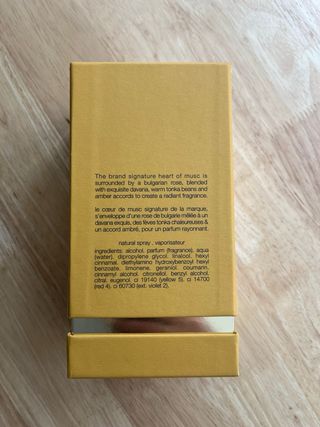 The brand signature heart of musc is
surrounded by a bulgarian rose, blended
with exquisite davana, warm tonka beans and
amber accords to create a radiant fragrance.
le cœur de musc signature de la marque,
s'enveloppe d'une rose de bulgarie mêlée à un
davana exquis, des fèves tonka chaleureuses &
un accord ambré, pour un parfum rayonnant.
natural spray . vaporisateur
ingredients: alcohol, parfum (fragrance), aqua
(water), dipropylene glycol, linalool, hexyl
cinnamal, diethylamino hydroxybenzoyl hexyl
benzoate, limonene, geraniol, coumarin,
cinnamyl alcohol, citronellol, benzyl alcohol,
citral, eugenol, ci 19140 (yellow 5), ci 14700
(red 4), ci 60730 (ext. violet 2).